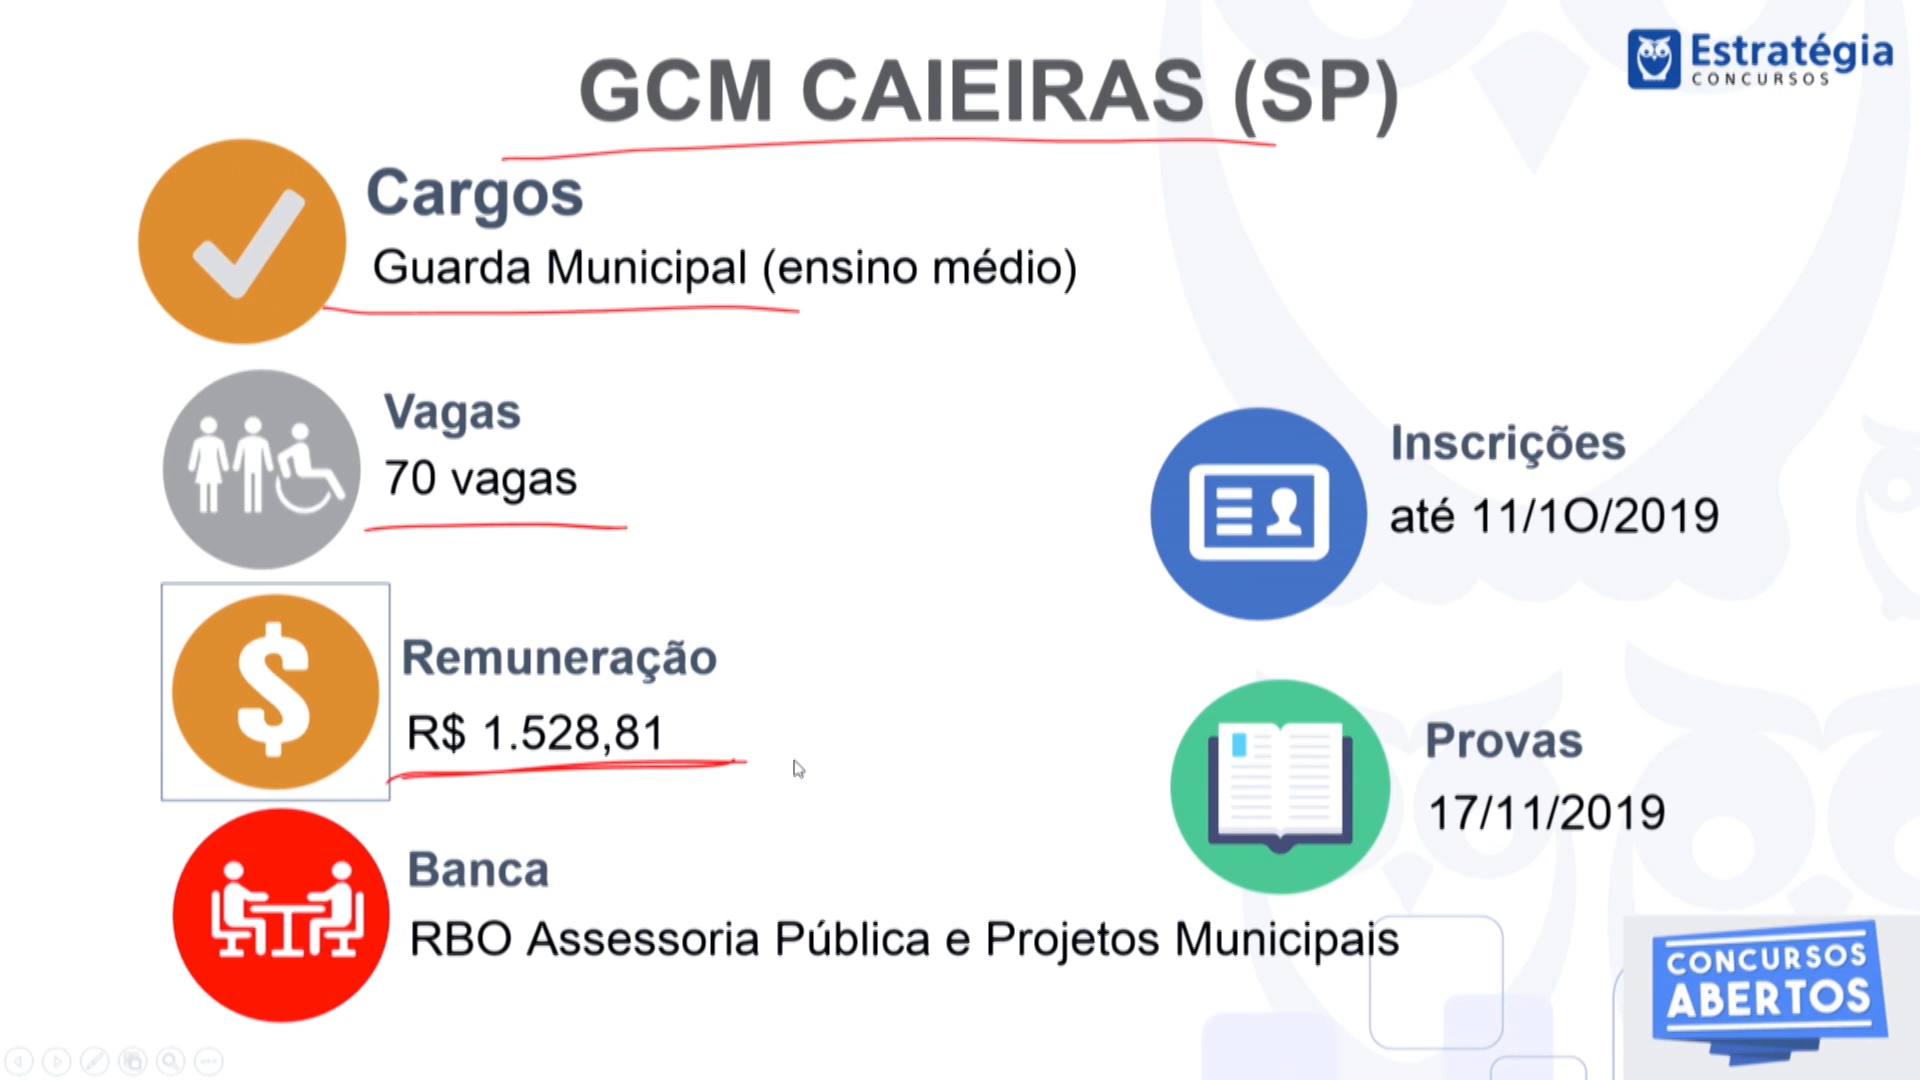 GCM CAIEIRAS (SP)
Estratégia
CONCURSOS
Cargos
Guarda Municipal (ensino médio)
Vagas
70 vagas
Inscrições
até 11/1O/2019
Remuneração
R$ 1.528,81
Provas
17/11/2019
Banca
RBO Assessoria Pública e Projetos Municipais
CONCURSOS
ABERTOS